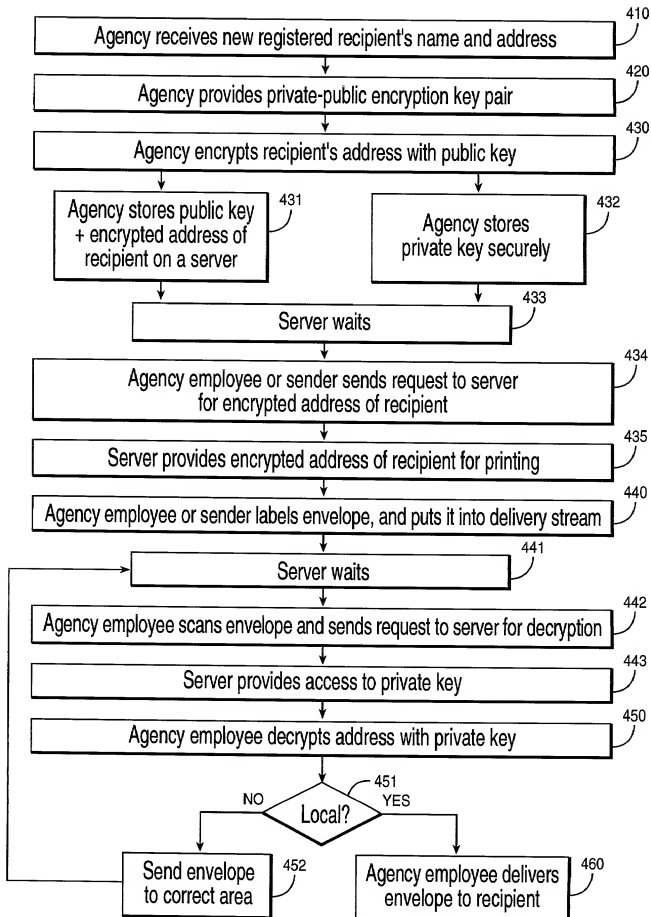 410
Agency receives new registered recipient's name and address
420
Agency provides private-public encryption key pair
430
Agency encrypts recipient's address with public key
431
Agency stores public key
+ encrypted address of
recipient on a server
432
Agency stores
private key securely
433
Server waits
434
Agency employee or sender sends request to server
for encrypted address of recipient
435
Server provides encrypted address of recipient for printing
440
Agency employee or sender labels envelope, and puts it into delivery stream
441
Server waits
442
Agency employee scans envelope and sends request to server for decryption
443
Server provides access to private key
450
Agency employee decrypts address with private key
451
NO
Local?
YES
Send envelope
to correct area
452
Agency employee delivers
envelope to recipient
460